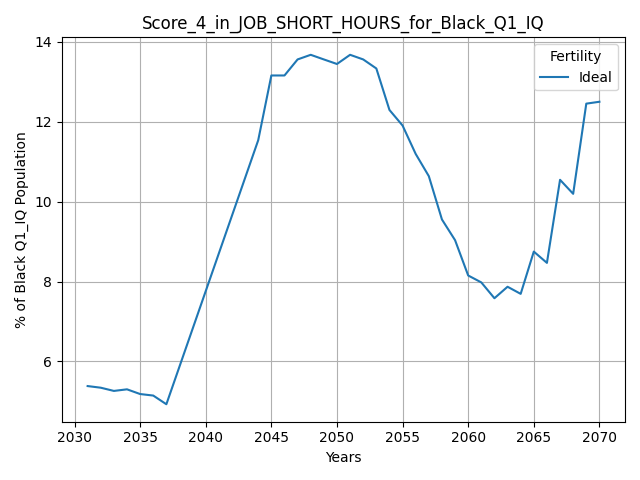 Score_4_in_JOB_SHORT_HOURS_for_Black_Q1_IQ
Fertility
Ideal
% of Black Q1_IQ Population
14
12
10
8
6
2030 2035 2040 2045 2050 2055 2060 2065 2070
Years